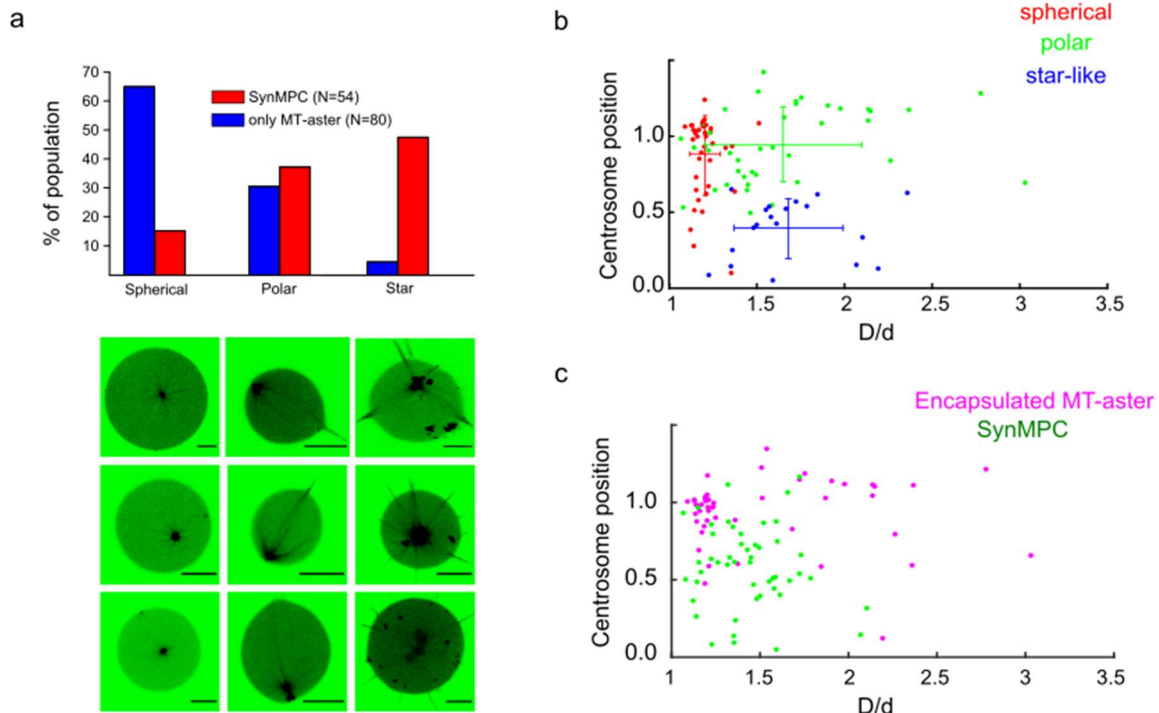 a
70
60
50
40
30
20
10
% of population
SynMPC (N=54)
only MT-aster (N=80)
Spherical Polar Star
b
spherical
polar
star-like
Centrosome position
1.0
0.5
0.0
1 1.5 2 2.5 3 3.5
D/d
c
Encapsulated MT-aster
SynMPC
Centrosome position
1.0
0.5
0.0
1 1.5 2 2.5 3 3.5
D/d